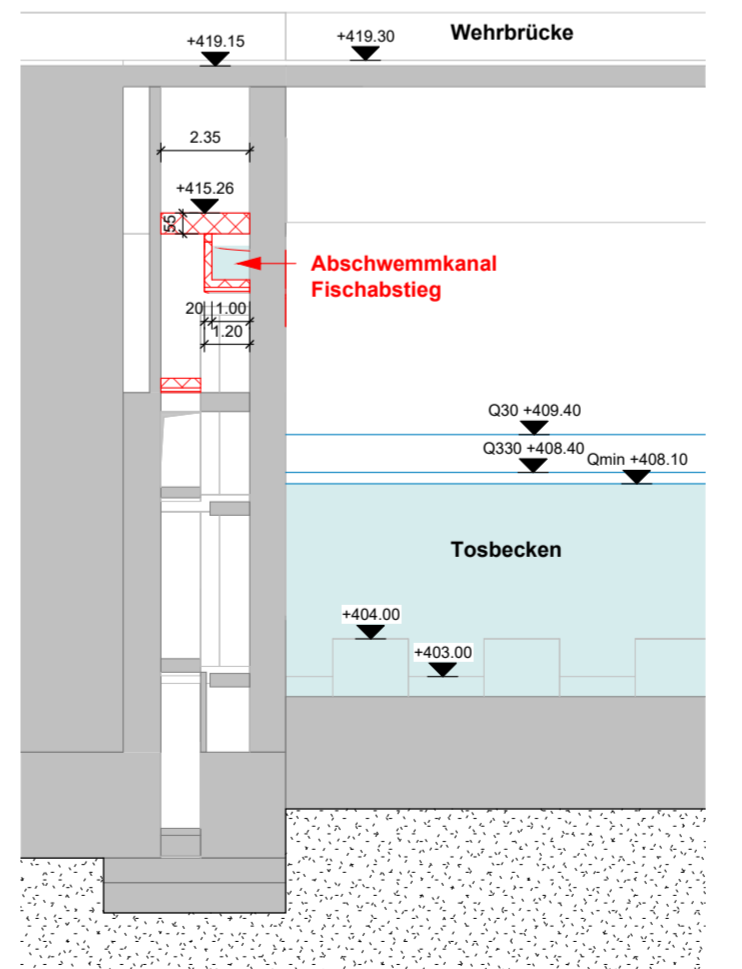 Wehrbrücke
+419.15
+419.30
2.35
+415.26
55
Abschwemmkanal
Fischabstieg
20
1.00
1.20
Q30 +409.40
Q330 +408.40
Qmin +408.10
Tosbecken
+404.00
+403.00